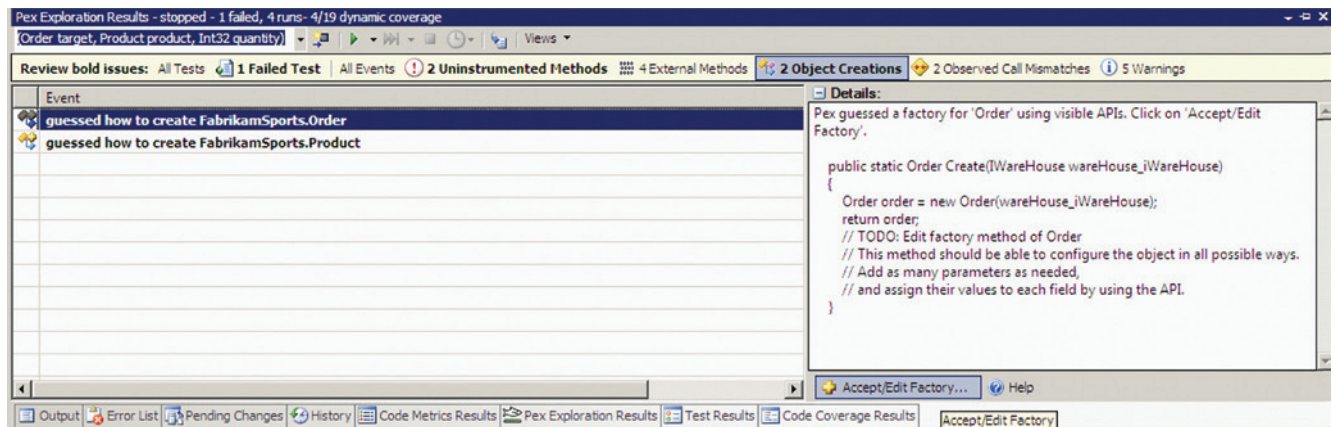 Pex Exploration Results - stopped - 1 failed, 4 runs- 4/19 dynamic coverage
(Order target, Product product, Int32 quantity) Views
Review bold issues: All Tests 1 Failed Test All Events 2 Uninstrumented Methods 4 External Methods 2 Object Creations 2 Observed Call Mismatches 5 Warnings
Event
guessed how to create FabrikamSports.Order
guessed how to create FabrikamSports.Product
Details:
Pex guessed a factory for 'Order' using visible APIs. Click on 'Accept/Edit
Factory'.
public static Order Create(IWareHouse wareHouse_iWareHouse)
{
Order order = new Order(wareHouse_iWareHouse);
return order;
// TODO: Edit factory method of Order
// This method should be able to configure the object in all possible ways.
// Add as many parameters as needed,
// and assign their values to each field by using the API.
}
Accept/Edit Factory... Help
Output Error List Pending Changes History Code Metrics Results Pex Exploration Results Test Results Code Coverage Results
Accept/Edit Factory